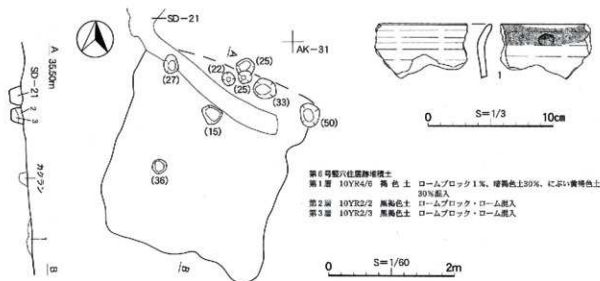 SD-21
A
AK-31
(25)
(22)
(25)
(27)
(33)
(50)
(15)
(36)
B
A 35.50m
SD-21
2
3
カクラン
1
B
1
S=1/3
0 10cm
第6号竪穴住居跡堆積土
第1層 10YR4/6 褐色土 ロームブロック1%、暗褐色土30%、にぶい黄褐色土
30%混入
第2層 10YR2/2 黒褐色土 ロームブロック・ローム混入
第3層 10YR2/3 黒褐色土 ロームブロック・ローム混入
S=1/60
0 2m